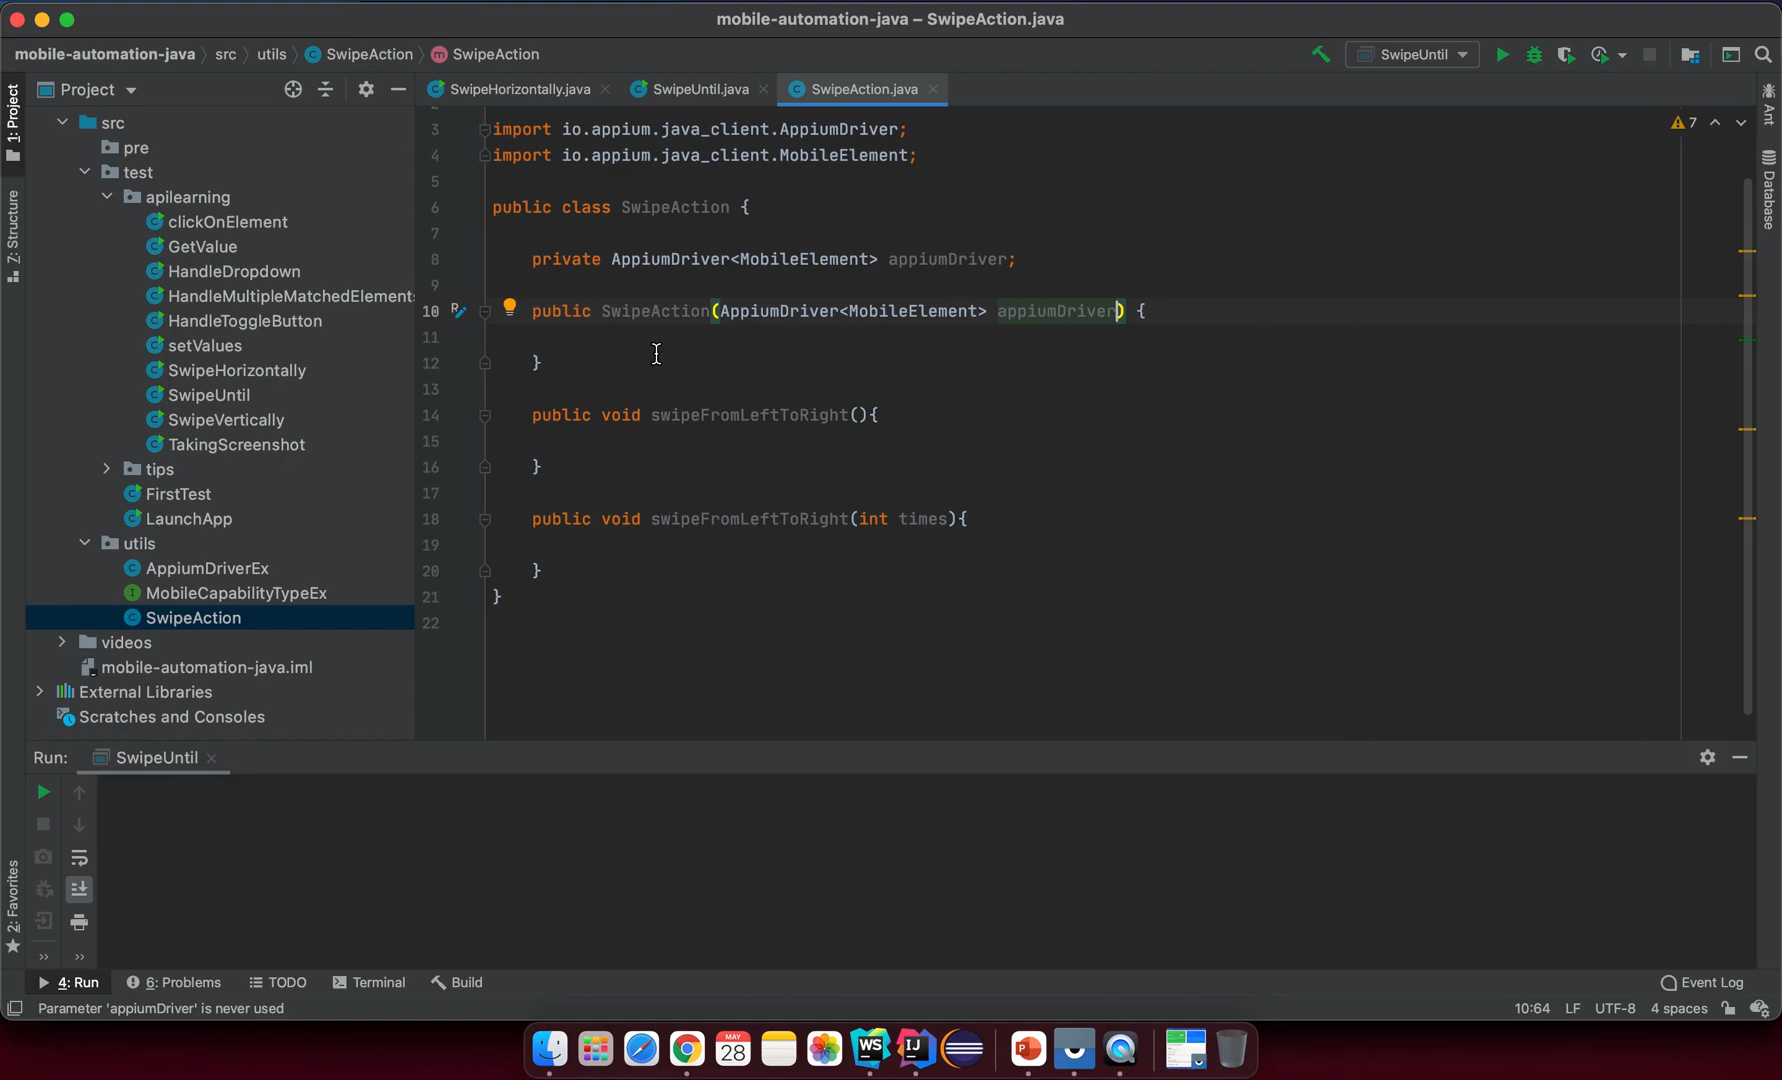 mobile-automation-java – SwipeAction.java
mobile-automation-java src utils SwipeAction SwipeAction
SwipeUntil
Project
SwipeHorizontally.java
SwipeUntil.java
SwipeAction.java
1: Project
7: Structure
2: Favorites
Ant
Database
src
pre
test
apilearning
clickOnElement
GetValue
HandleDropdown
HandleMultipleMatchedElement
HandleToggleButton
setValues
SwipeHorizontally
SwipeUntil
SwipeVertically
TakingScreenshot
tips
FirstTest
LaunchApp
utils
AppiumDriverEx
MobileCapabilityTypeEx
SwipeAction
videos
mobile-automation-java.iml
External Libraries
Scratches and Consoles
7
3 import io.appium.java_client.AppiumDriver;
4 import io.appium.java_client.MobileElement;
5
6 public class SwipeAction {
7
8 private AppiumDriver<MobileElement> appiumDriver;
9
10 public SwipeAction(AppiumDriver<MobileElement> appiumDriver) {
11
12 }
13
14 public void swipeFromLeftToRight(){
15
16 }
17
18 public void swipeFromLeftToRight(int times){
19
20 }
21 }
22
Run: SwipeUntil
4: Run 6: Problems TODO Terminal Build Event Log
Parameter 'appiumDriver' is never used 10:64 LF UTF-8 4 spaces
MAY
28
WS
IJ
P